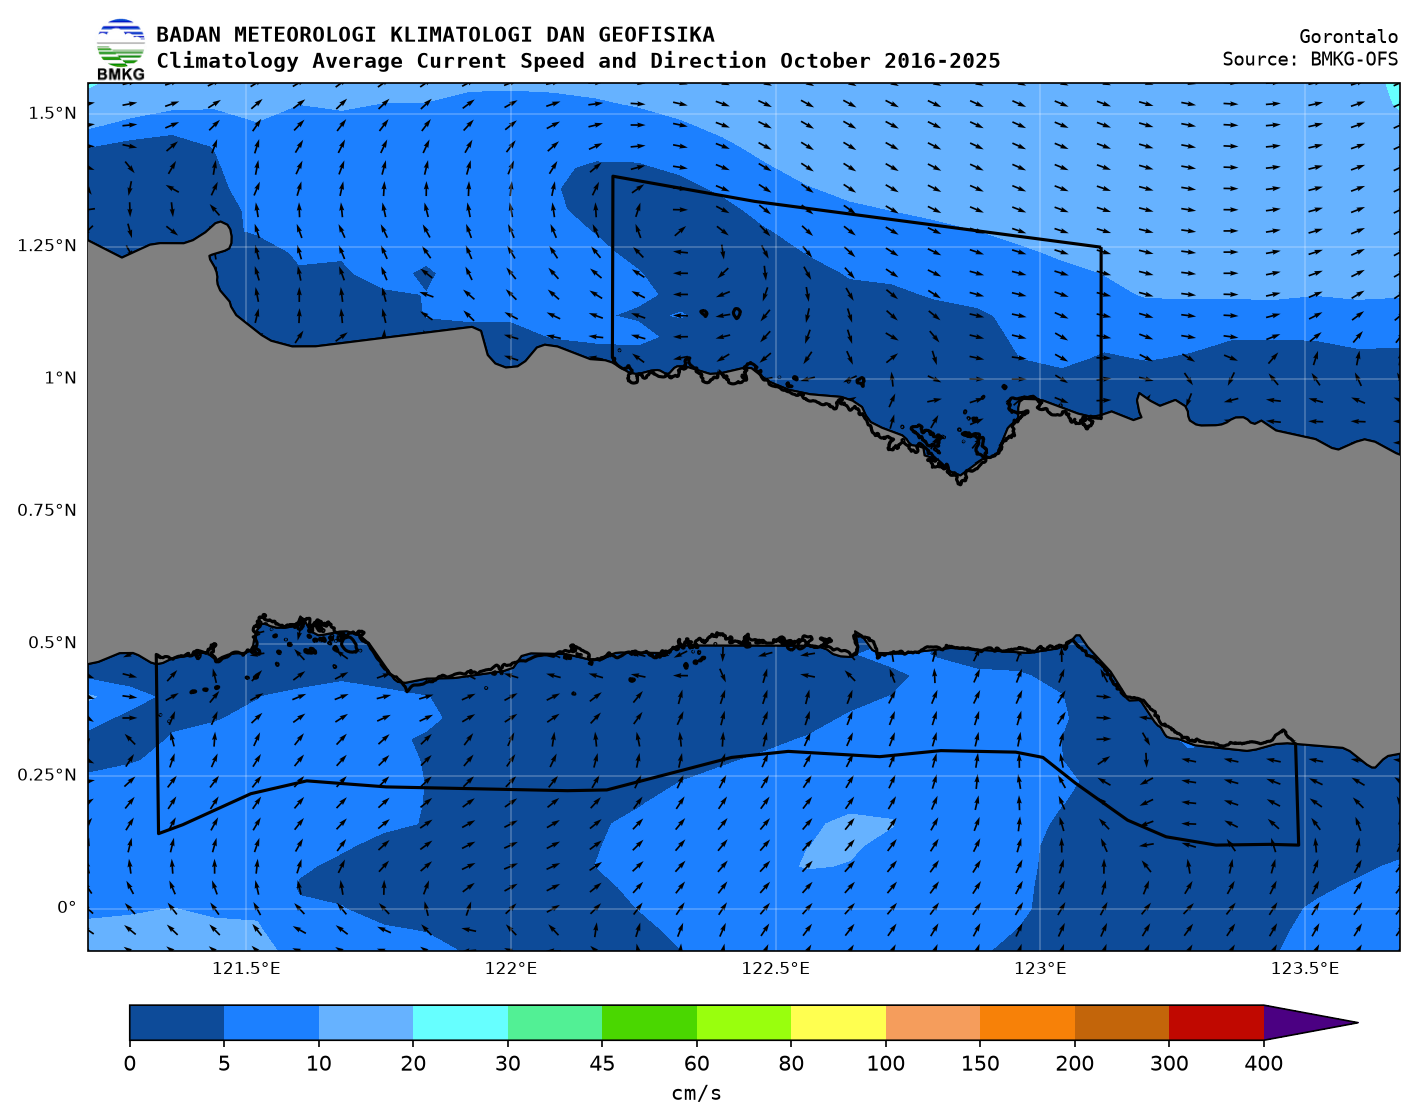 BADAN METEOROLOGI KLIMATOLOGI DAN GEOFISIKA
Climatology Average Current Speed and Direction October 2016-2025
Gorontalo
Source: BMKG-OFS
BMKG
1.5°N
1.25°N
1°N
0.75°N
0.5°N
0.25°N
0°
121.5°E 122°E 122.5°E 123°E 123.5°E
0 5 10 20 30 45 60 80 100 150 200 300 400
cm/s